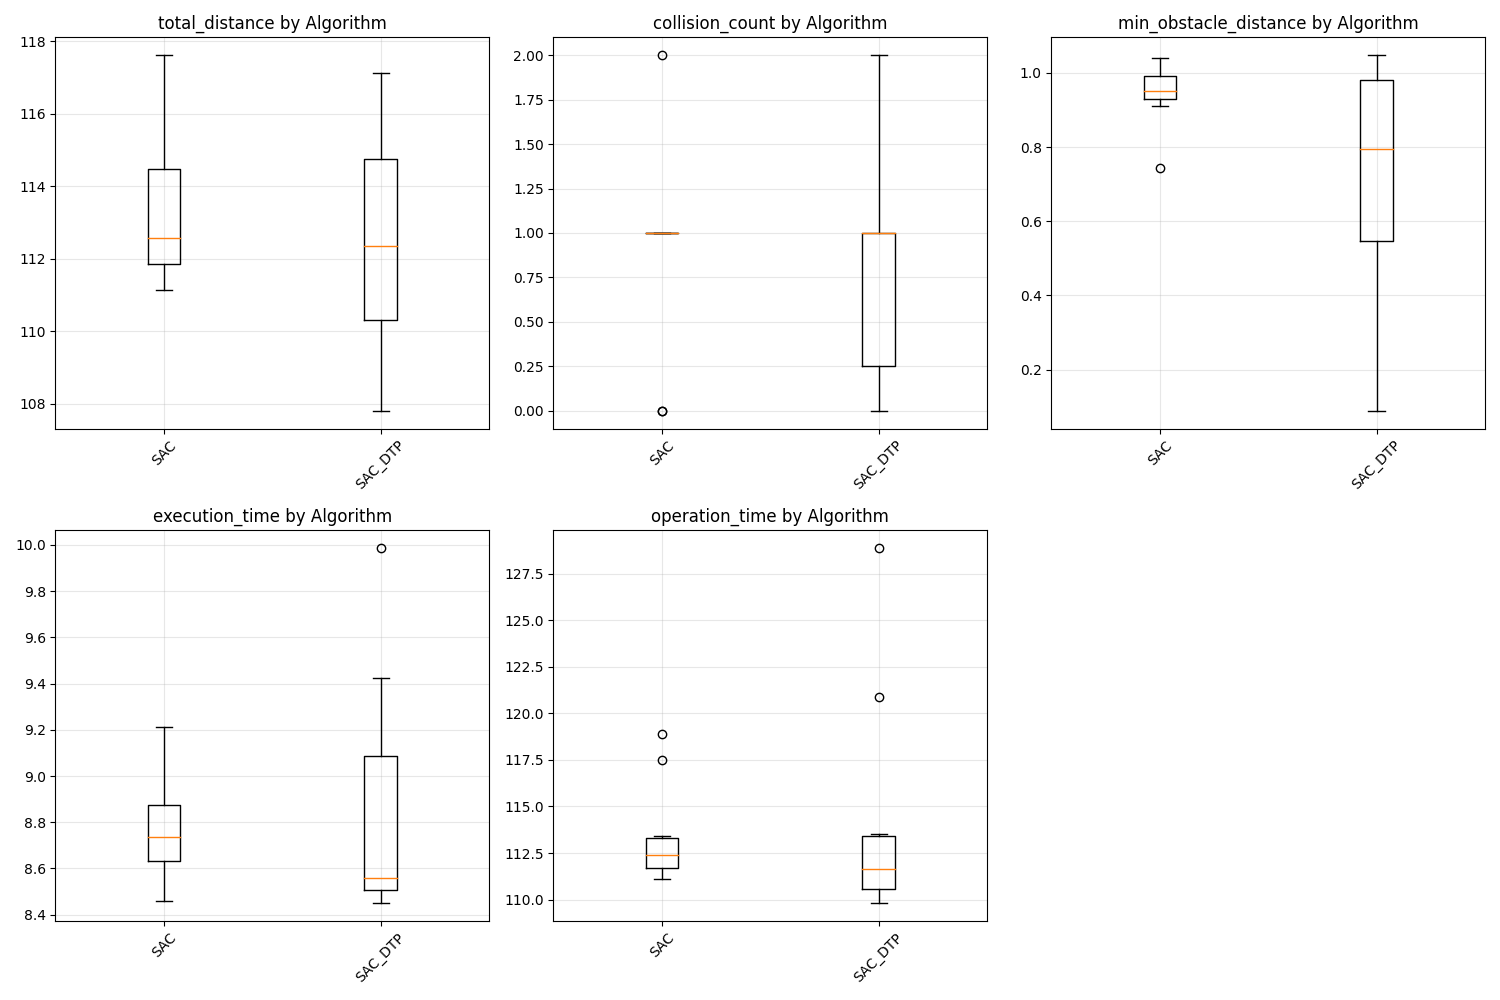 total_distance by Algorithm
118
116
114
112
110
108
SAC
SAC_DTP
collision_count by Algorithm
2.00
1.75
1.50
1.25
1.00
0.75
0.50
0.25
0.00
SAC
SAC_DTP
min_obstacle_distance by Algorithm
1.0
0.8
0.6
0.4
0.2
SAC
SAC_DTP
execution_time by Algorithm
10.0
9.8
9.6
9.4
9.2
9.0
8.8
8.6
8.4
SAC
SAC_DTP
operation_time by Algorithm
127.5
125.0
122.5
120.0
117.5
115.0
112.5
110.0
SAC
SAC_DTP